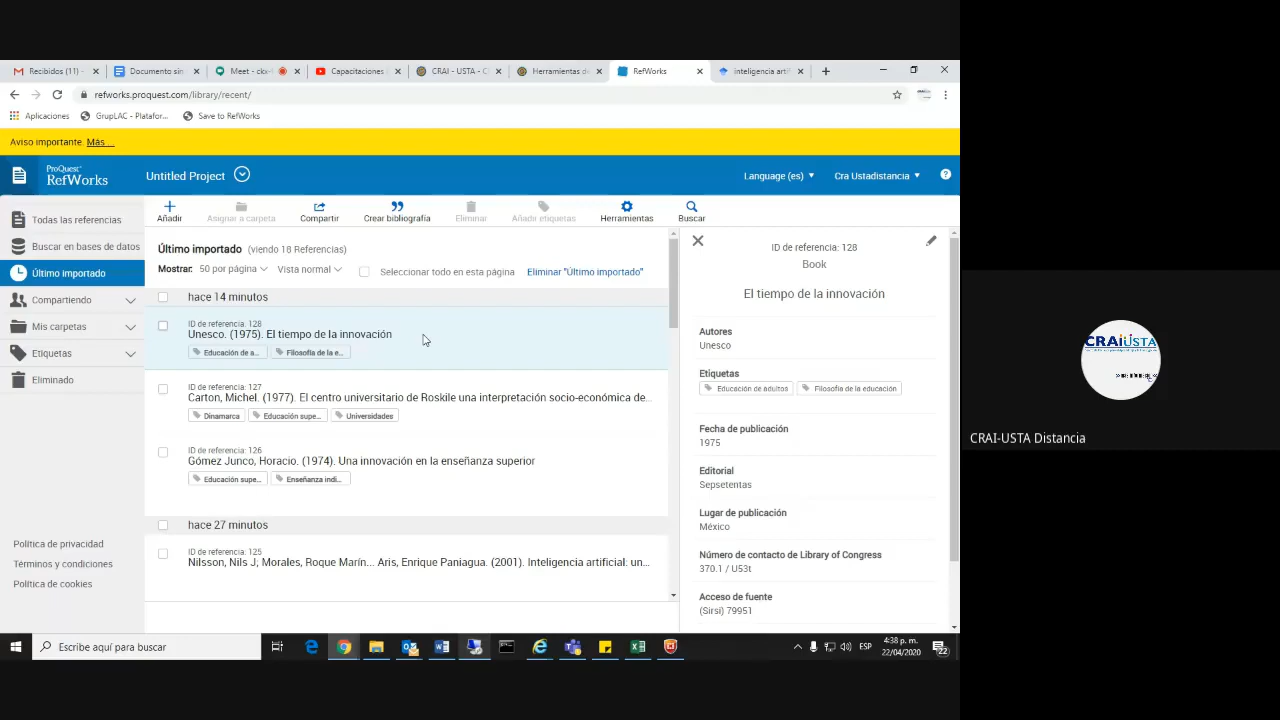 Recibidos (11) -
Documento sin
Meet - ckx-
Capacitaciones
CRAI - USTA - C
Herramientas de
RefWorks
inteligencia artif
refworks.proquest.com/library/recent/
Aplicaciones
GrupLAC - Platafor...
Save to RefWorks
Aviso importante. Más ...
ProQuest
RefWorks
Untitled Project
Language (es)
Cra Ustadistancia
Añadir
Asignar a carpeta
Compartir
Crear bibliografía
Eliminar
Añadir etiquetas
Herramientas
Buscar
Todas las referencias
Buscar en bases de datos
Último importado
Compartiendo
Mis carpetas
Etiquetas
Eliminado
Política de privacidad
Términos y condiciones
Política de cookies
Último importado (viendo 18 Referencias)
Mostrar: 50 por página Vista normal Seleccionar todo en esta página Eliminar "Último importado"
hace 14 minutos
ID de referencia: 128
Unesco. (1975). El tiempo de la innovación
Educación de a... Filosofía de la e...
ID de referencia: 127
Carton, Michel. (1977). El centro universitario de Roskile una interpretación socio-económica de...
Dinamarca Educación supe... Universidades
ID de referencia: 126
Gómez Junco, Horacio. (1974). Una innovación en la enseñanza superior
Educación supe... Enseñanza indi...
hace 27 minutos
ID de referencia: 125
Nilsson, Nils J; Morales, Roque Marín... Aris, Enrique Paniagua. (2001). Inteligencia artificial: un...
ID de referencia: 128
Book
El tiempo de la innovación
Autores
Unesco
Etiquetas
Educación de adultos Filosofía de la educación
Fecha de publicación
1975
Editorial
Sepsetentas
Lugar de publicación
México
Número de contacto de Library of Congress
370.1 / U53t
Acceso de fuente
(Sirsi) 79951
Escribe aquí para buscar
ESP
4:38 p. m.
22/04/2020
22
CRAIUSTA
CRAI-USTA Distancia